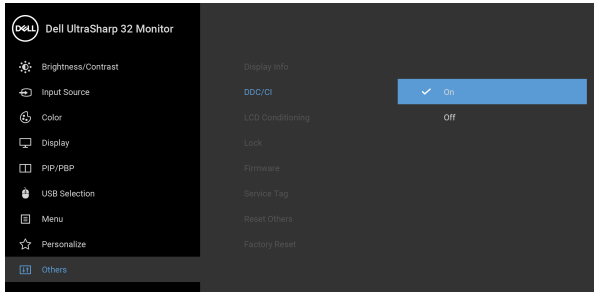 DELL
Dell UltraSharp 32 Monitor
Brightness/Contrast
Input Source
Color
Display
PIP/PBP
USB Selection
Menu
Personalize
Others
Display Info
DDC/CI
LCD Conditioning
Lock
Firmware
Service Tag
Reset Others
Factory Reset
On
Off